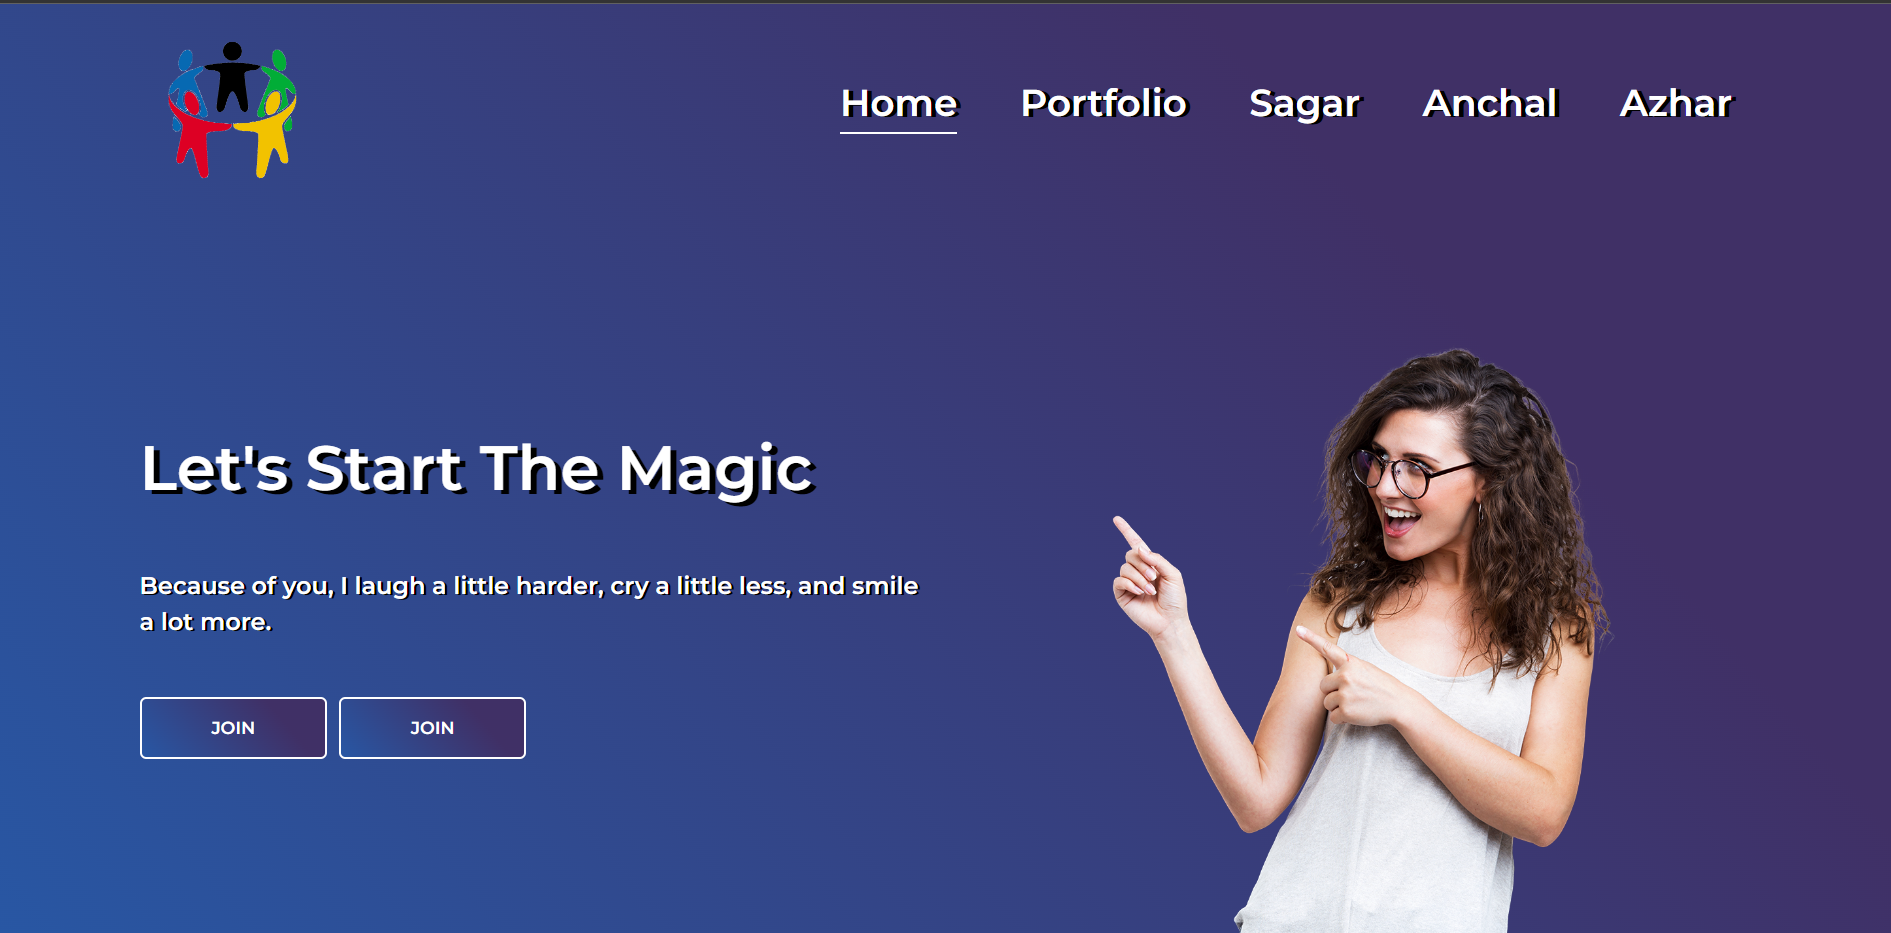 Home Portfolio Sagar Anchal Azhar
Let's Start The Magic
Because of you, I laugh a little harder, cry a little less, and smile
a lot more.
JOIN JOIN